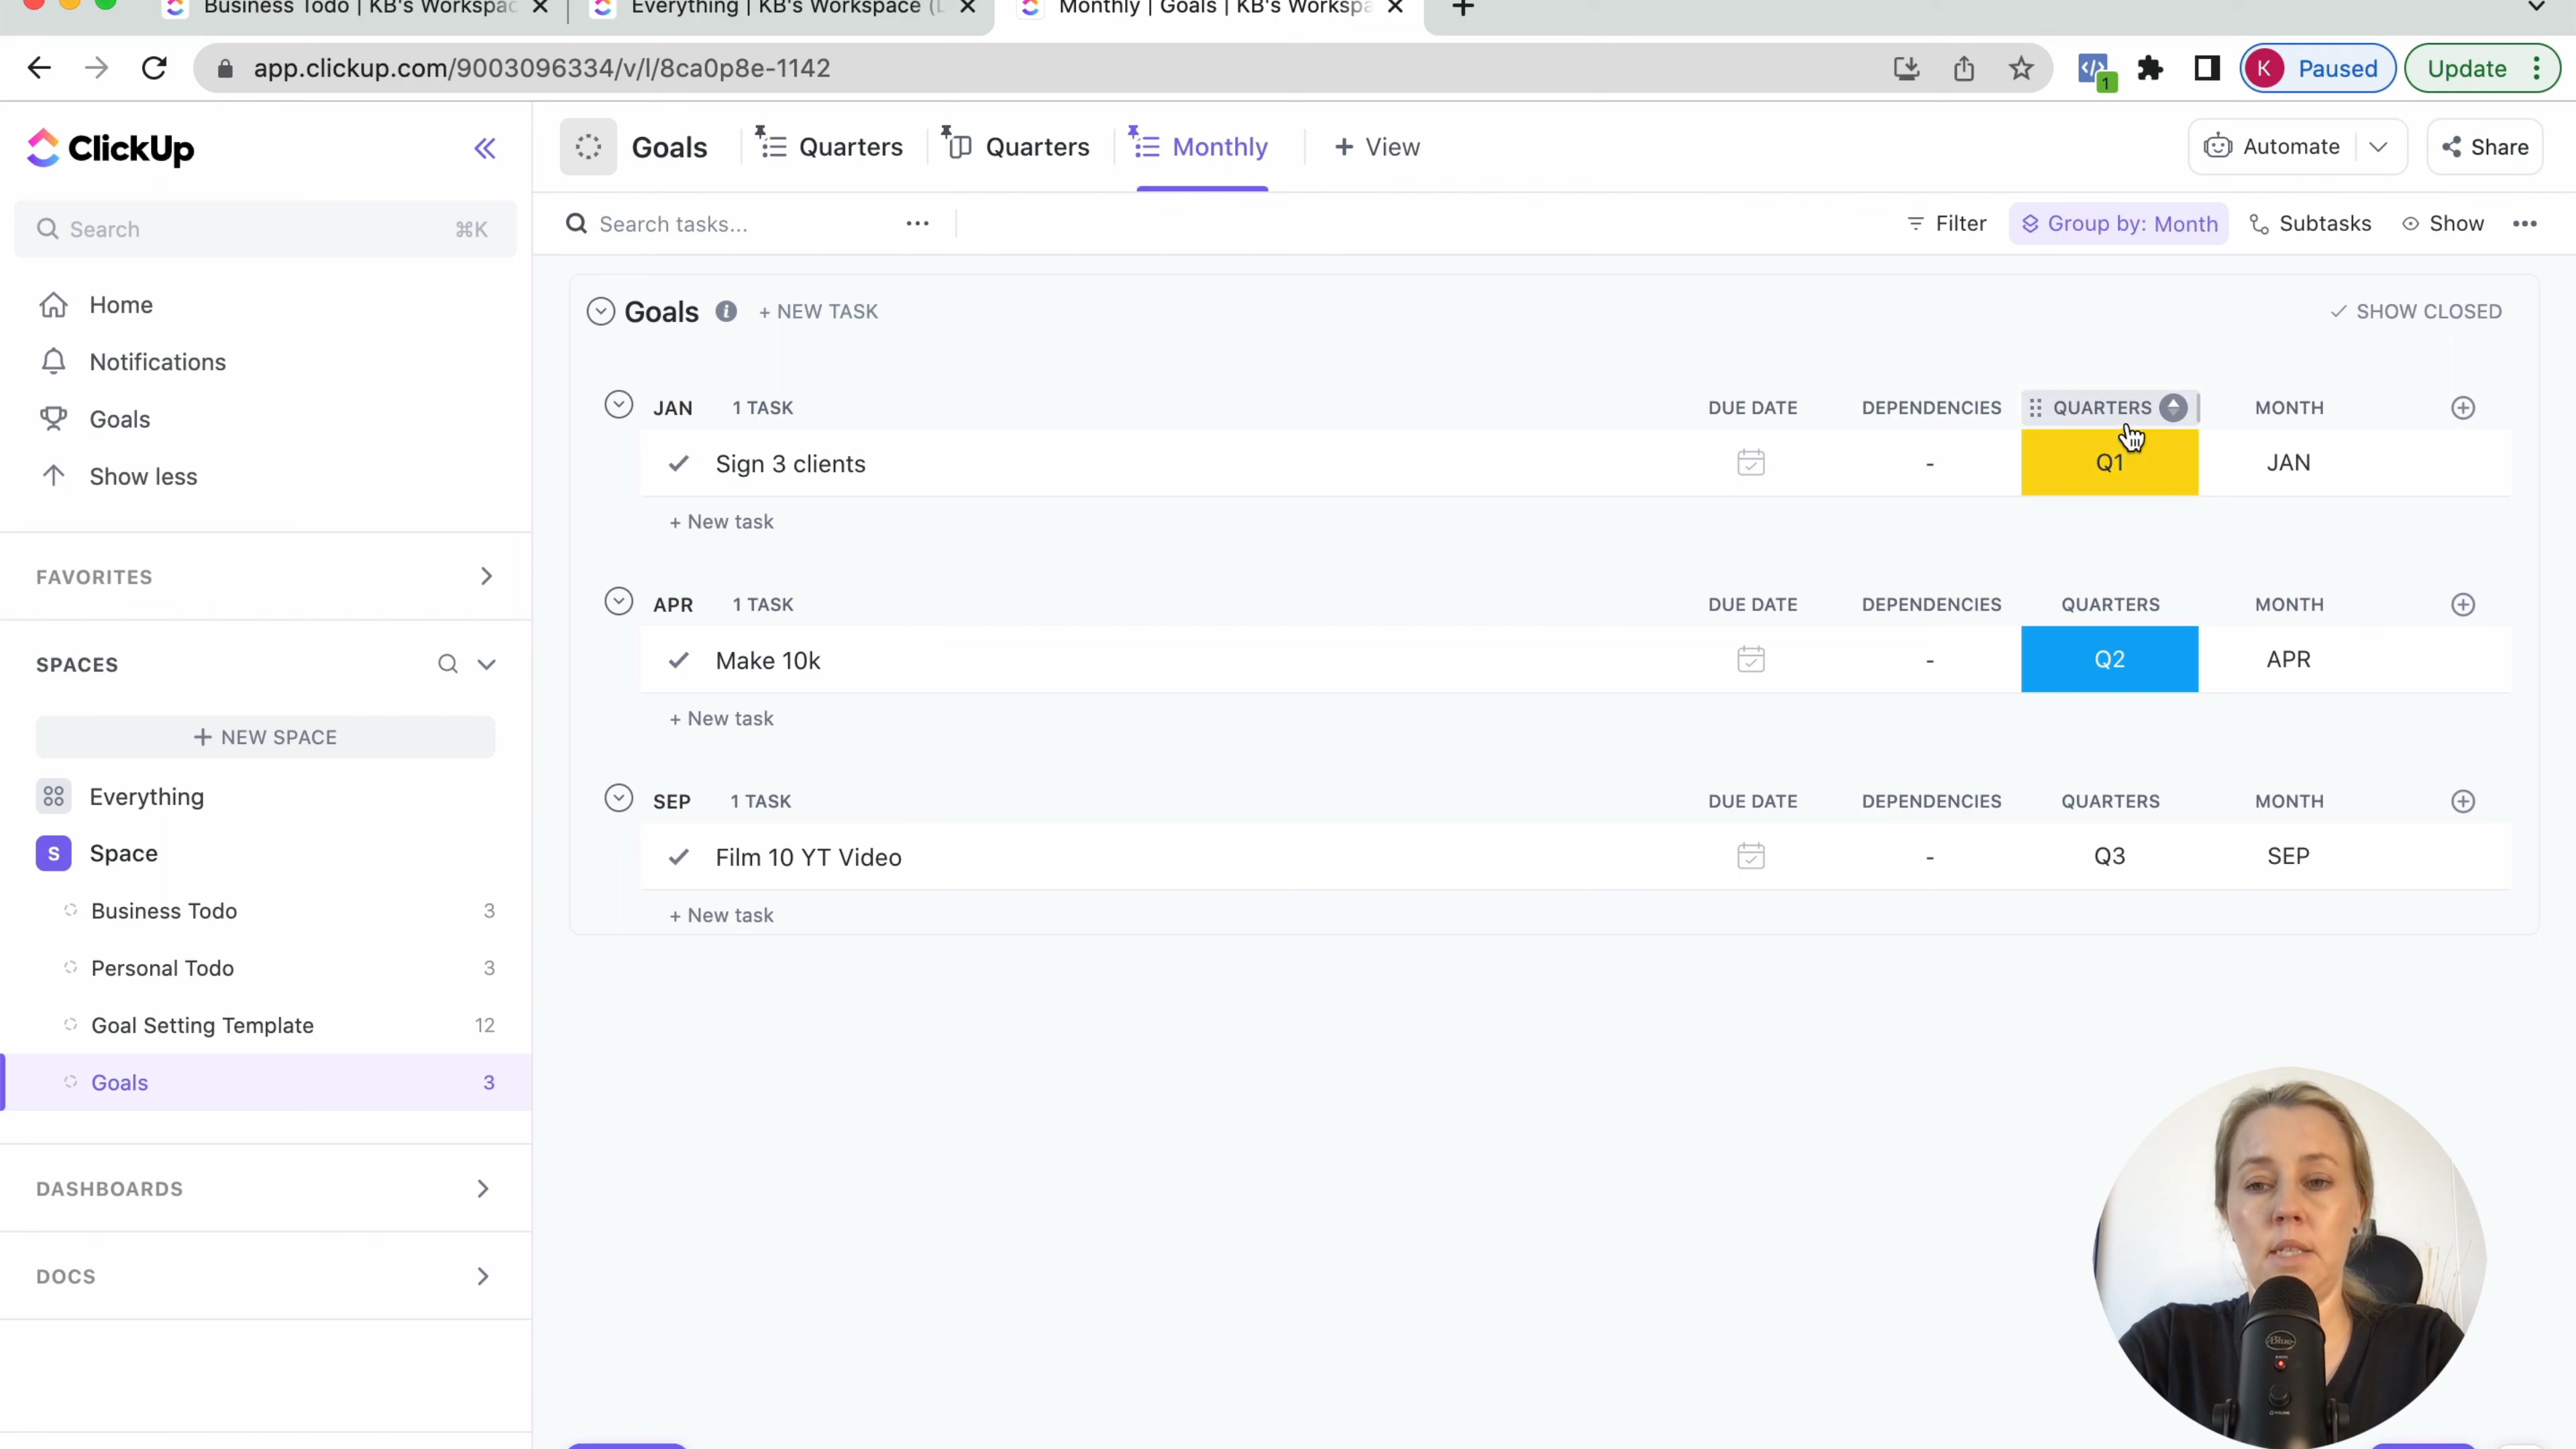 Business Todo | KB's Workspac
Everything | KB's Workspace (
Monthly | Goals | KB's Workspa
app.clickup.com/9003096334/v/l/8ca0p8e-1142
1
K Paused
Update
ClickUp
Goals
Quarters
Quarters
Monthly
+ View
Automate
Share
Search ⌘K
Search tasks...
Filter
Group by: Month
Subtasks
Show
Home
Notifications
Goals
Show less
FAVORITES
SPACES
+ NEW SPACE
Everything
S Space
Business Todo 3
Personal Todo 3
Goal Setting Template 12
Goals 3
DASHBOARDS
DOCS
Goals + NEW TASK SHOW CLOSED
JAN 1 TASK DUE DATE DEPENDENCIES QUARTERS MONTH
Sign 3 clients - Q1 JAN
+ New task
APR 1 TASK DUE DATE DEPENDENCIES QUARTERS MONTH
Make 10k - Q2 APR
+ New task
SEP 1 TASK DUE DATE DEPENDENCIES QUARTERS MONTH
Film 10 YT Video - Q3 SEP
+ New task
Blue